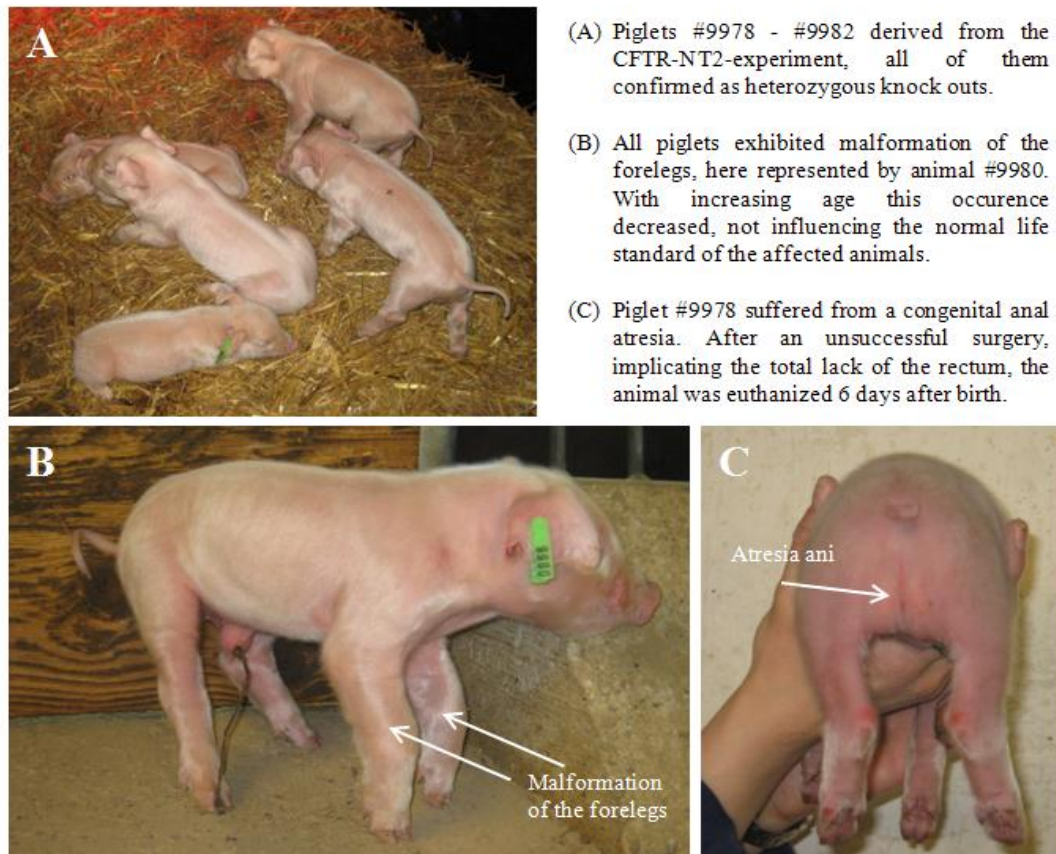 A
(A) Piglets #9978 - #9982 derived from the
CFTR-NT2-experiment, all of them
confirmed as heterozygous knock outs.
(B) All piglets exhibited malformation of the
forelegs, here represented by animal #9980.
With increasing age this occurence
decreased, not influencing the normal life
standard of the affected animals.
(C) Piglet #9978 suffered from a congenital anal
atresia. After an unsuccessful surgery,
implicating the total lack of the rectum, the
animal was euthanized 6 days after birth.
B
Malformation
of the forelegs
C
Atresia ani